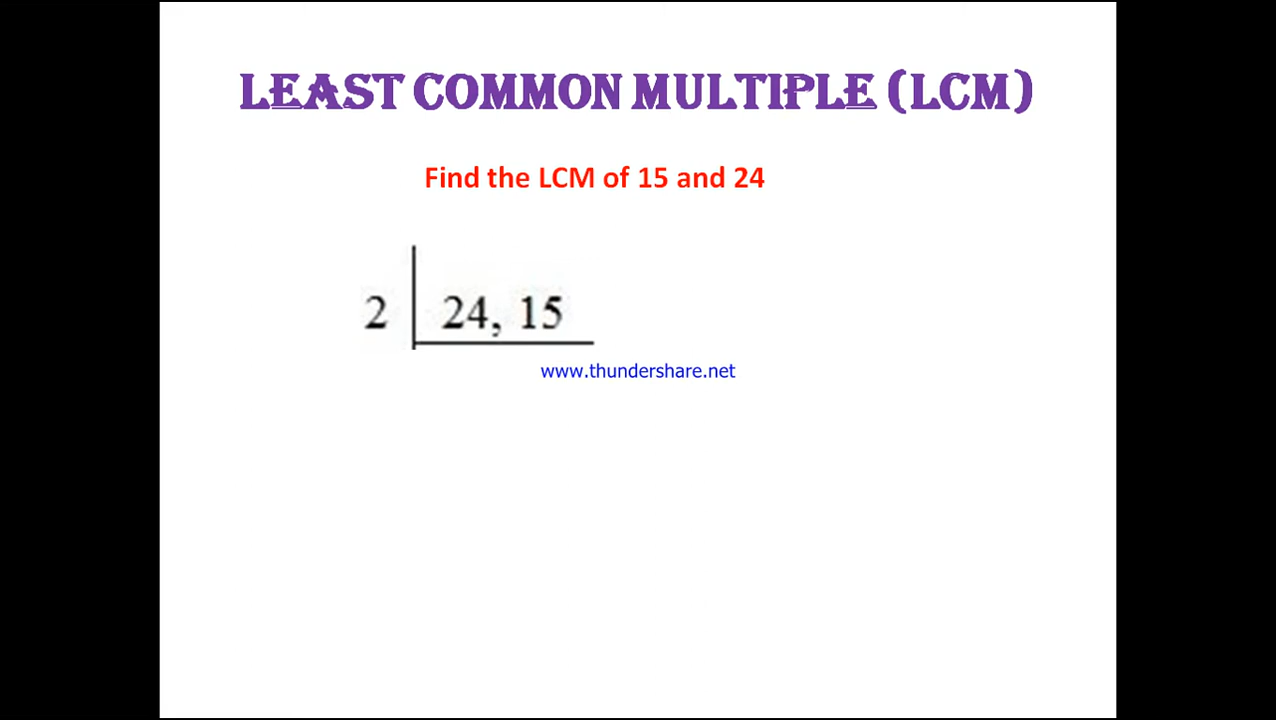 LEAST COMMON MULTIPLE (LCM)
Find the LCM of 15 and 24
2 24, 15
www.thundershare.net